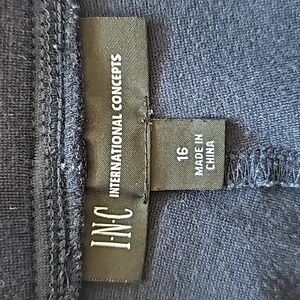 I·N·C INTERNATIONAL CONCEPTS
16
MADE IN
CHINA